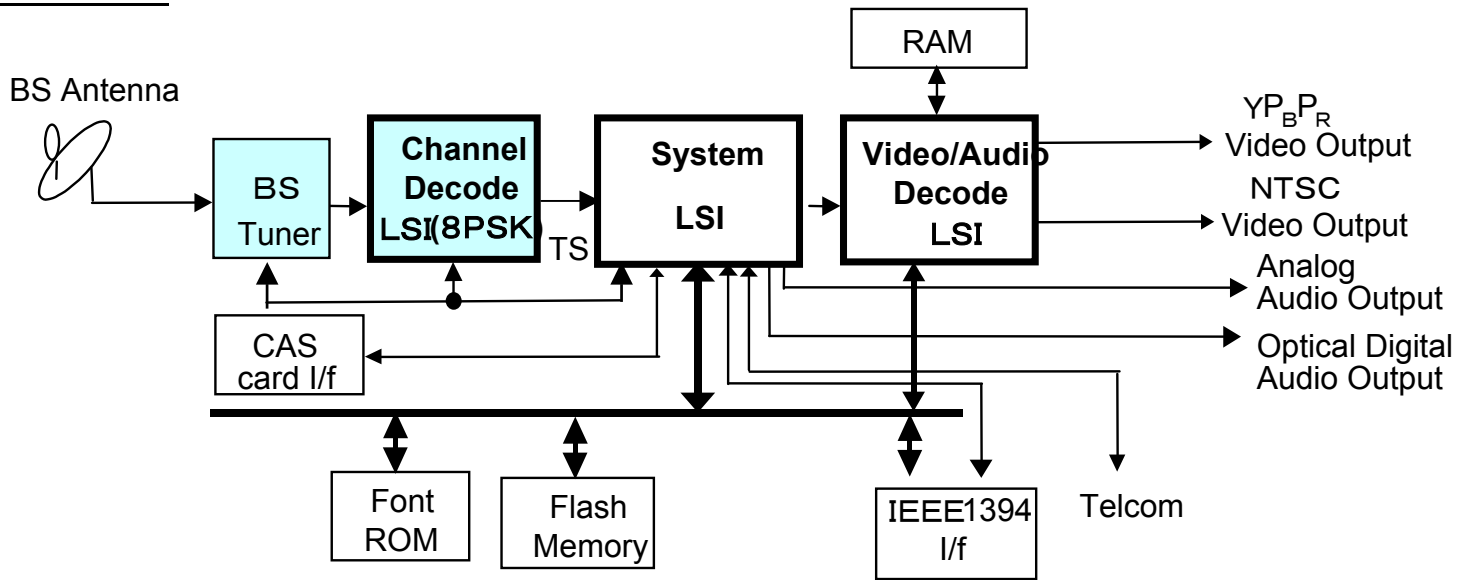 RAM
BS Antenna
BS
Tuner
Channel
Decode
LSI(8PSK)
TS
System
LSI
Video/Audio
Decode
LSI
YPBPR
Video Output
NTSC
Video Output
Analog
Audio Output
Optical Digital
Audio Output
CAS
card I/f
Font
ROM
Flash
Memory
IEEE1394
I/f
Telcom